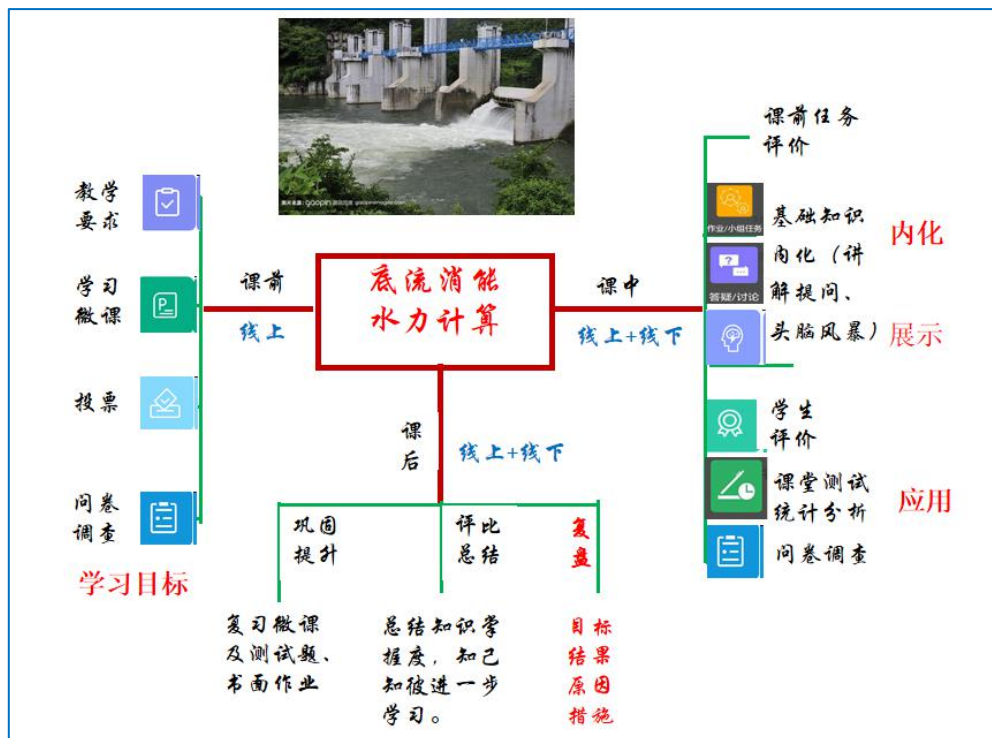 教学
要求
学习
微课
投票
问卷
调查
学习目标
课前
线上
底流消能
水力计算
课中
线上+线下
课前任务
评价
作业/小组任务
基础知识
内化
内化（讲
答疑/讨论
解提问、
头脑风暴）
展示
学生
评价
课堂测试
统计分析
应用
问卷调查
课
后
线上+线下
巩固
提升
评比
总结
复
盘
复习微课
及测试题、
书面作业
总结知识掌
握度，知己
知彼进一步
学习。
目标
结果
原因
措施